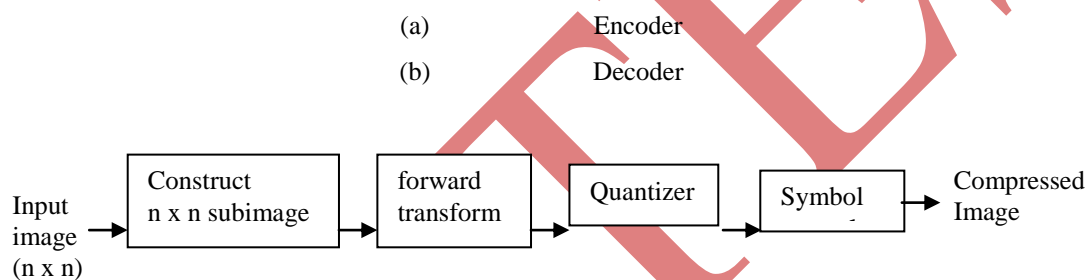 (a) Encoder
(b) Decoder
Input image (n x n)
Construct
n x n subimage
forward
transform
Quantizer
Symbol
Compressed
Image